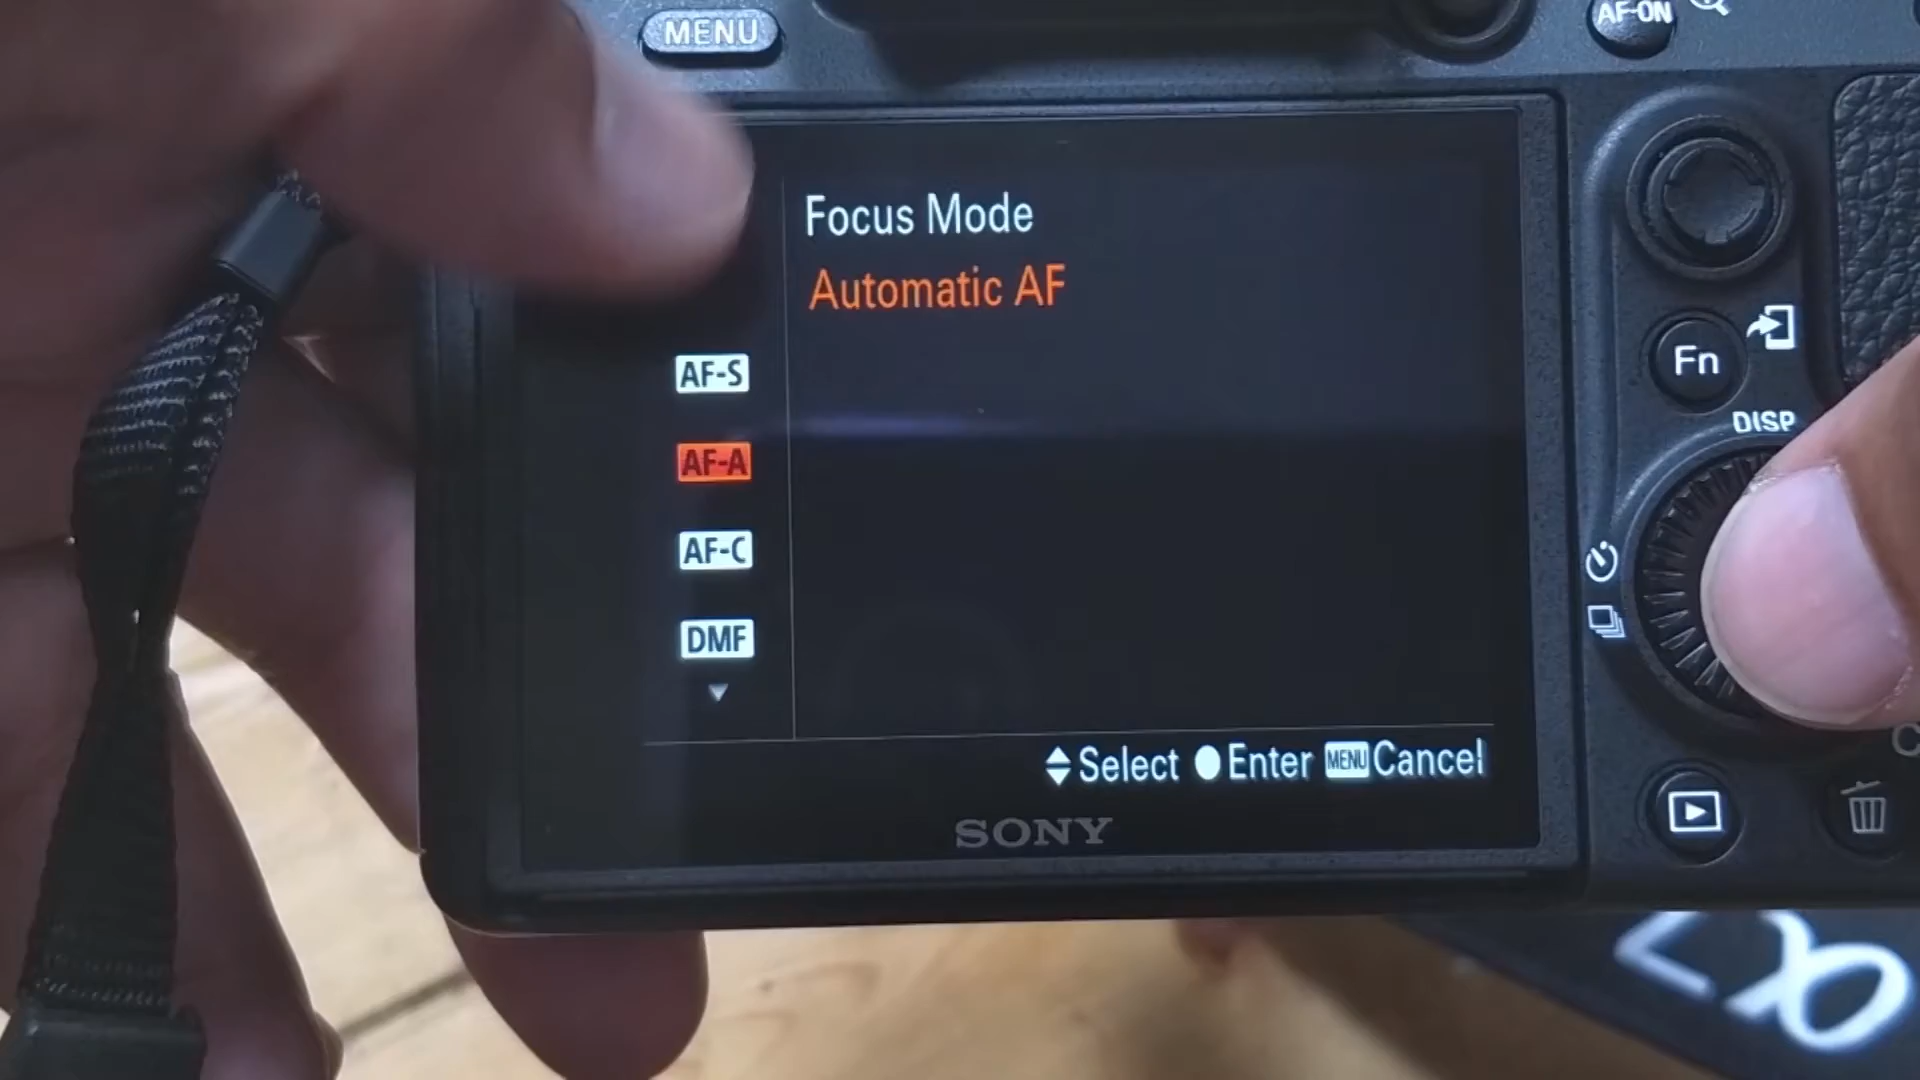 MENU
AF-ON
Focus Mode
Automatic AF
AF-S
AF-A
AF-C
DMF
Select Enter MENU Cancel
SONY
Fn
DISP
C